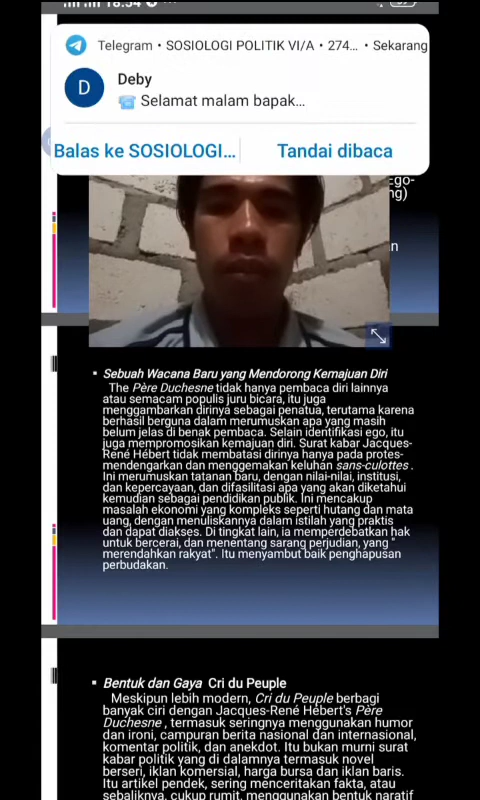 Telegram • SOSIOLOGI POLITIK VI/A • 274... • Sekarang
D
Deby
☎ Selamat malam bapak...
Balas ke SOSIOLOGI...
Tandai dibaca
ng)
n
▪ Sebuah Wacana Baru yang Mendorong Kemajuan Diri
The Père Duchesne tidak hanya pembaca diri lainnya
atau semacam populis juru bicara, itu juga
menggambarkan dirinya sebagai penatua, terutama karena
berhasil berguna dalam merumuskan apa yang masih
belum jelas di benak pembaca. Selain identifikasi ego, itu
juga mempromosikan kemajuan diri. Surat kabar Jacques-
René Hébert tidak membatasi dirinya hanya pada protes-
mendengarkan dan menggemakan keluhan sans-culottes .
Ini merumuskan tatanan baru, dengan nilai-nilai, institusi,
dan kepercayaan, dan difasilitasi apa yang akan diketahui
kemudian sebagai pendidikan publik. Ini mencakup
masalah ekonomi yang kompleks seperti hutang dan mata
uang, dengan menuliskannya dalam istilah yang praktis
dan dapat diakses. Di tingkat lain, ia memperdebatkan hak
untuk bercerai, dan menentang sarang perjudian, yang "
merendahkan rakyat". Itu menyambut baik penghapusan
perbudakan.
▪ Bentuk dan Gaya Cri du Peuple
Meskipun lebih modern, Cri du Peuple berbagi
banyak ciri dengan Jacques-René Hébert's Père
Duchesne , termasuk seringnya menggunakan humor
dan ironi, campuran berita nasional dan internasional,
komentar politik, dan anekdot. Itu bukan murni surat
kabar politik yang di dalamnya termasuk novel
berseri, iklan komersial, harga bursa dan iklan baris.
Itu artikel pendek, sering menceritakan fakta, atau
sebaliknya, cukup rumit, menggunakan bentuk naratif